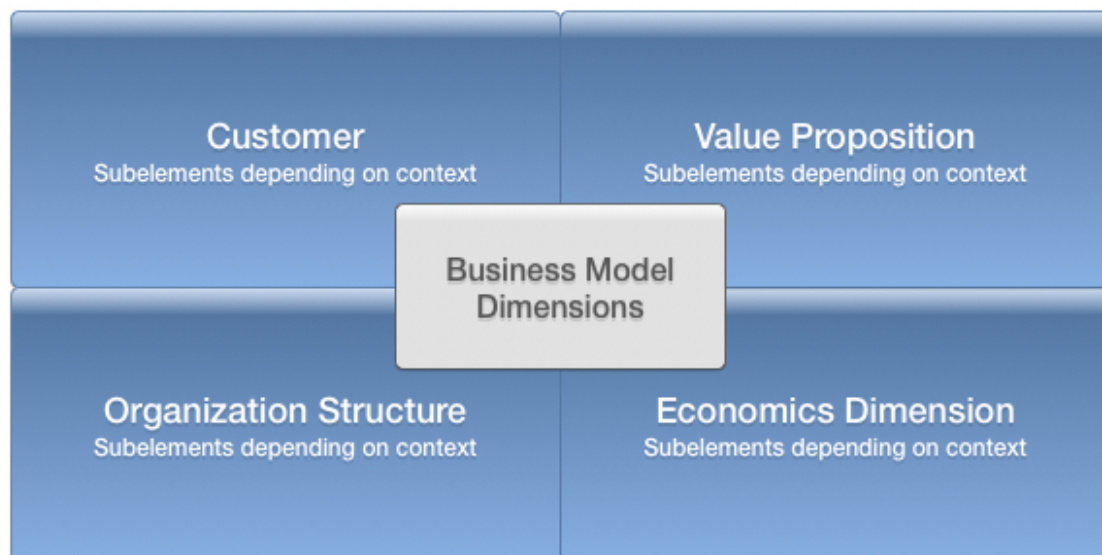 Customer
Subelements depending on context
Value Proposition
Subelements depending on context
Business Model
Dimensions
Organization Structure
Subelements depending on context
Economics Dimension
Subelements depending on context